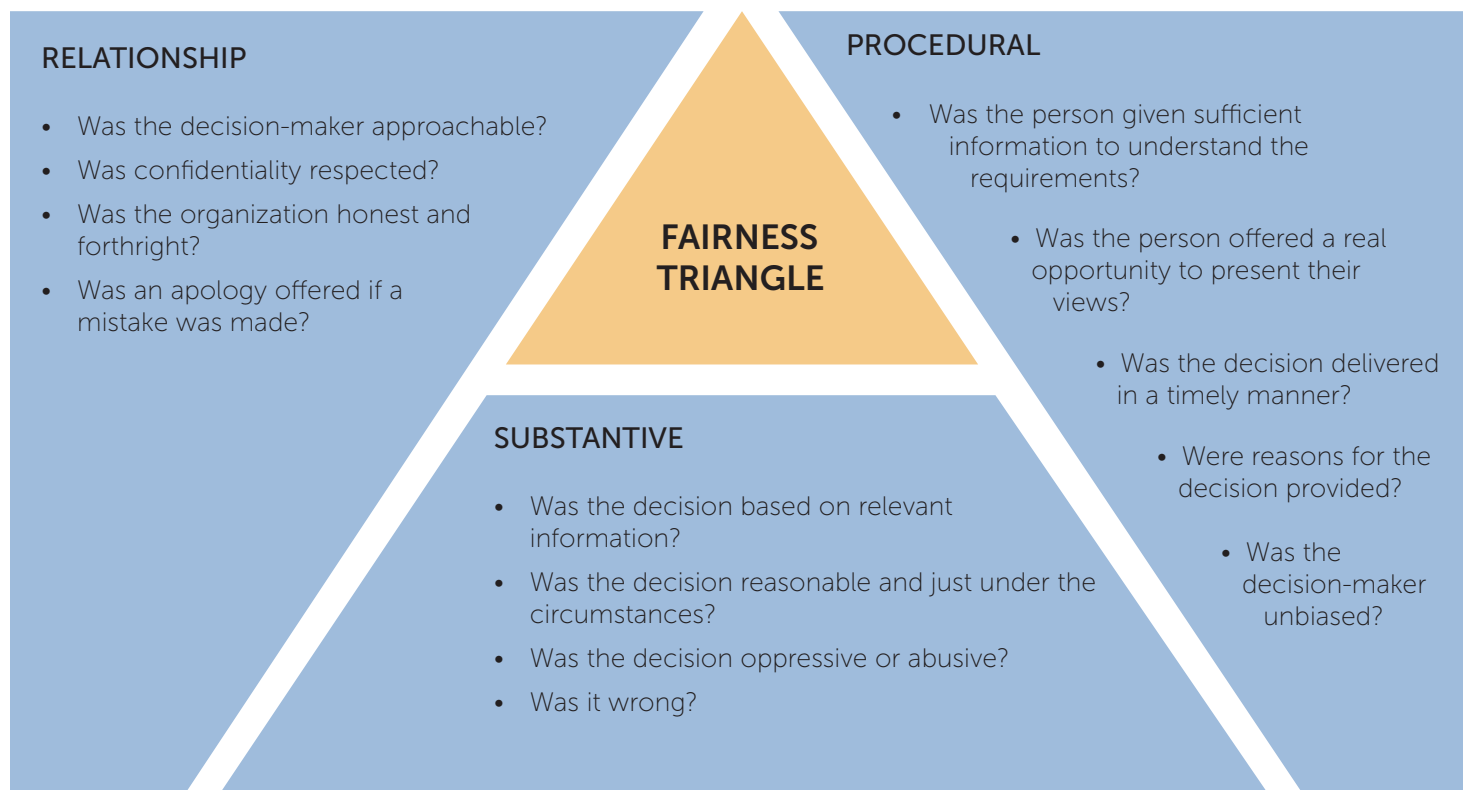 RELATIONSHIP
• Was the decision-maker approachable?
• Was confidentiality respected?
• Was the organization honest and
forthright?
• Was an apology offered if a
mistake was made?
FAIRNESS
TRIANGLE
PROCEDURAL
• Was the person given sufficient
information to understand the
requirements?
• Was the person offered a real
opportunity to present their
views?
• Was the decision delivered
in a timely manner?
• Were reasons for the
decision provided?
• Was the
decision-maker
unbiased?
SUBSTANTIVE
• Was the decision based on relevant
information?
• Was the decision reasonable and just under the
circumstances?
• Was the decision oppressive or abusive?
• Was it wrong?